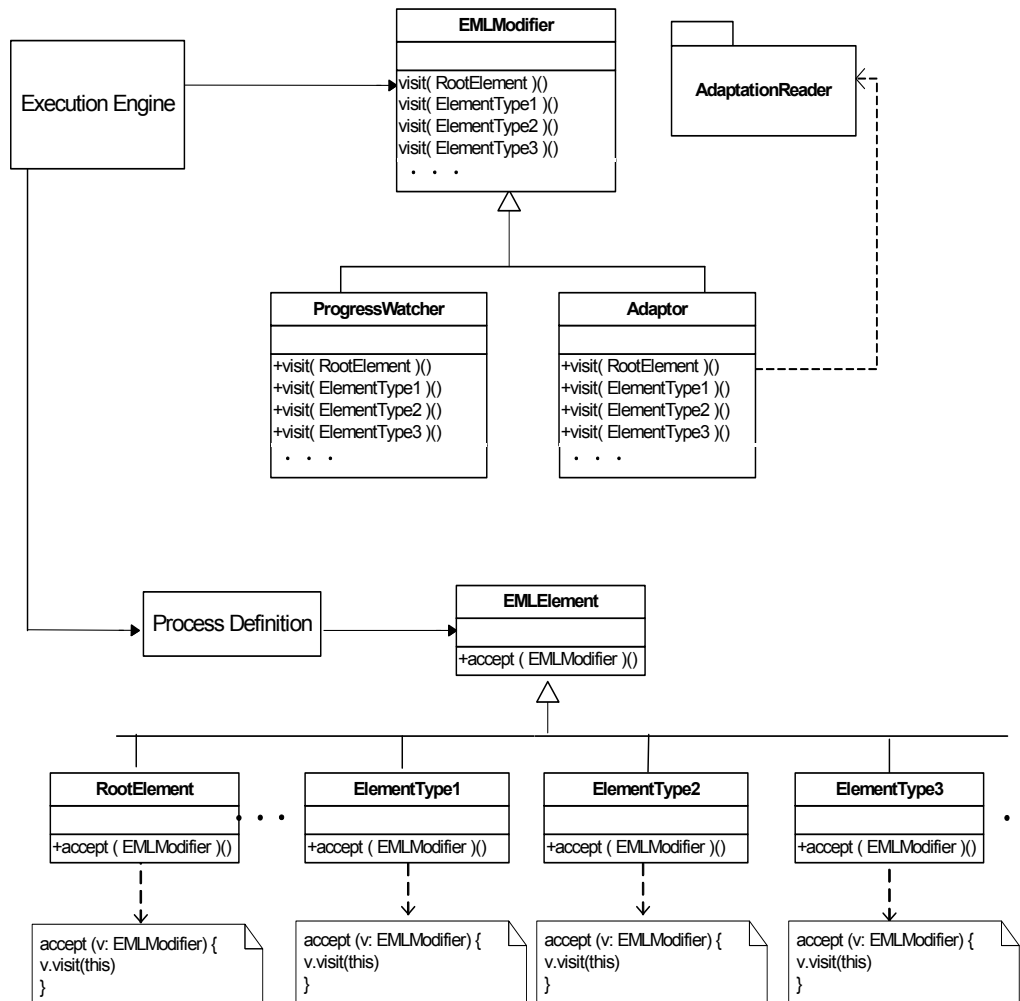 EMLModifier
visit( RootElement )()
visit( ElementType1 )()
visit( ElementType2 )()
visit( ElementType3 )()
. . .
Execution Engine
AdaptationReader
ProgressWatcher
+visit( RootElement )()
+visit( ElementType1 )()
+visit( ElementType2 )()
+visit( ElementType3 )()
. . .
Adaptor
+visit( RootElement )()
+visit( ElementType1 )()
+visit( ElementType2 )()
+visit( ElementType3 )()
. . .
Process Definition
EMLElement
+accept ( EMLModifier )()
RootElement
+accept ( EMLModifier )()
. . .
ElementType1
+accept ( EMLModifier )()
ElementType2
+accept ( EMLModifier )()
ElementType3
+accept ( EMLModifier )()
.
accept (v: EMLModifier) {
v.visit(this)
}
accept (v: EMLModifier) {
v.visit(this)
}
accept (v: EMLModifier) {
v.visit(this)
}
accept (v: EMLModifier) {
v.visit(this)
}